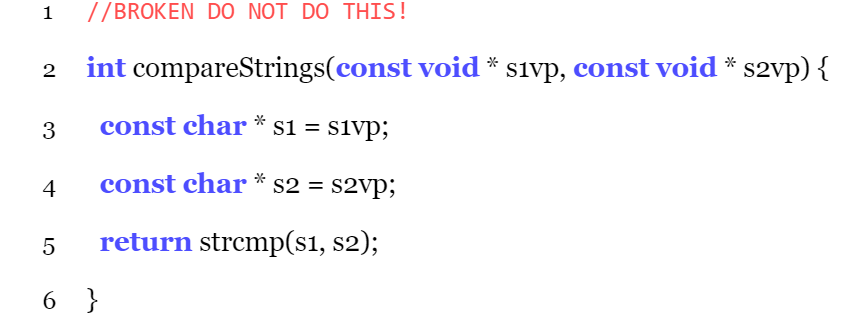 1 //BROKEN DO NOT DO THIS!
2 int compareStrings(const void * s1vp, const void * s2vp) {
3 const char * s1 = s1vp;
4 const char * s2 = s2vp;
5 return strcmp(s1, s2);
6 }